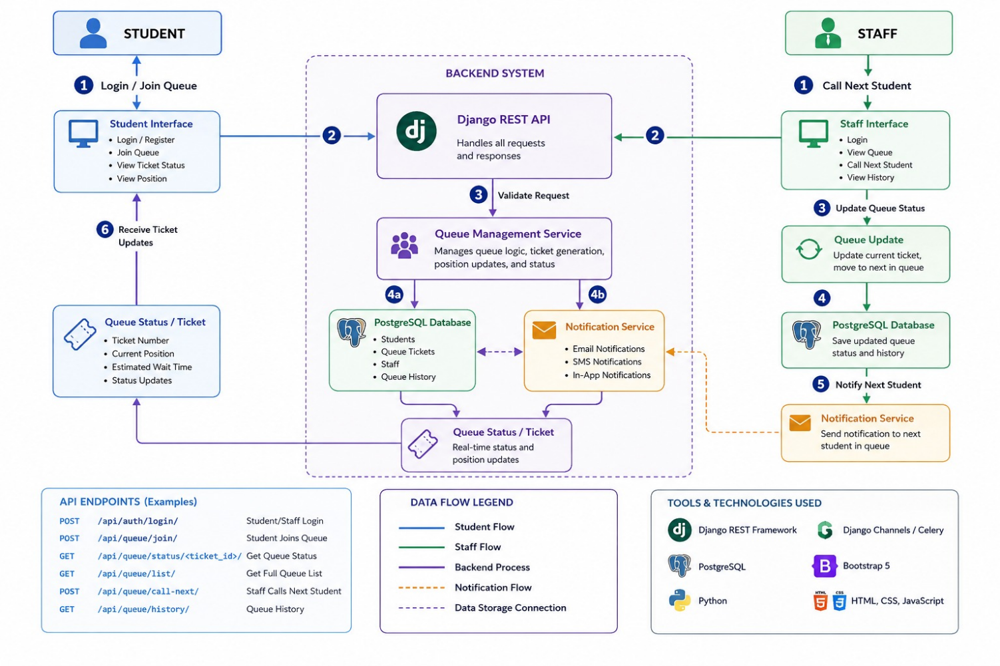 STUDENT
1 Login / Join Queue
Student Interface
• Login / Register
• Join Queue
• View Ticket Status
• View Position
6 Receive Ticket
Updates
Queue Status / Ticket
• Ticket Number
• Current Position
• Estimated Wait Time
• Status Updates
BACKEND SYSTEM
2
dj
Django REST API
Handles all requests
and responses
2
3 Validate Request
Queue Management Service
Manages queue logic, ticket generation,
position updates, and status
4a
4b
PostgreSQL Database
• Students
• Queue Tickets
• Staff
• Queue History
Notification Service
• Email Notifications
• SMS Notifications
• In-App Notifications
Queue Status / Ticket
Real-time status and
position updates
STAFF
1 Call Next Student
Staff Interface
• Login
• View Queue
• Call Next Student
• View History
3 Update Queue Status
Queue Update
Update current ticket,
move to next in queue
4
PostgreSQL Database
Save updated queue
status and history
5 Notify Next Student
Notification Service
Send notification to next
student in queue
API ENDPOINTS (Examples)
POST /api/auth/login/ Student/Staff Login
POST /api/queue/join/ Student Joins Queue
GET /api/queue/status/<ticket_id>/ Get Queue Status
GET /api/queue/list/ Get Full Queue List
POST /api/queue/call-next/ Staff Calls Next Student
GET /api/queue/history/ Queue History
DATA FLOW LEGEND
Student Flow
Staff Flow
Backend Process
Notification Flow
Data Storage Connection
TOOLS & TECHNOLOGIES USED
dj Django REST Framework
Django Channels / Celery
PostgreSQL
B Bootstrap 5
Python
HTML 5 CSS 3 HTML, CSS, JavaScript